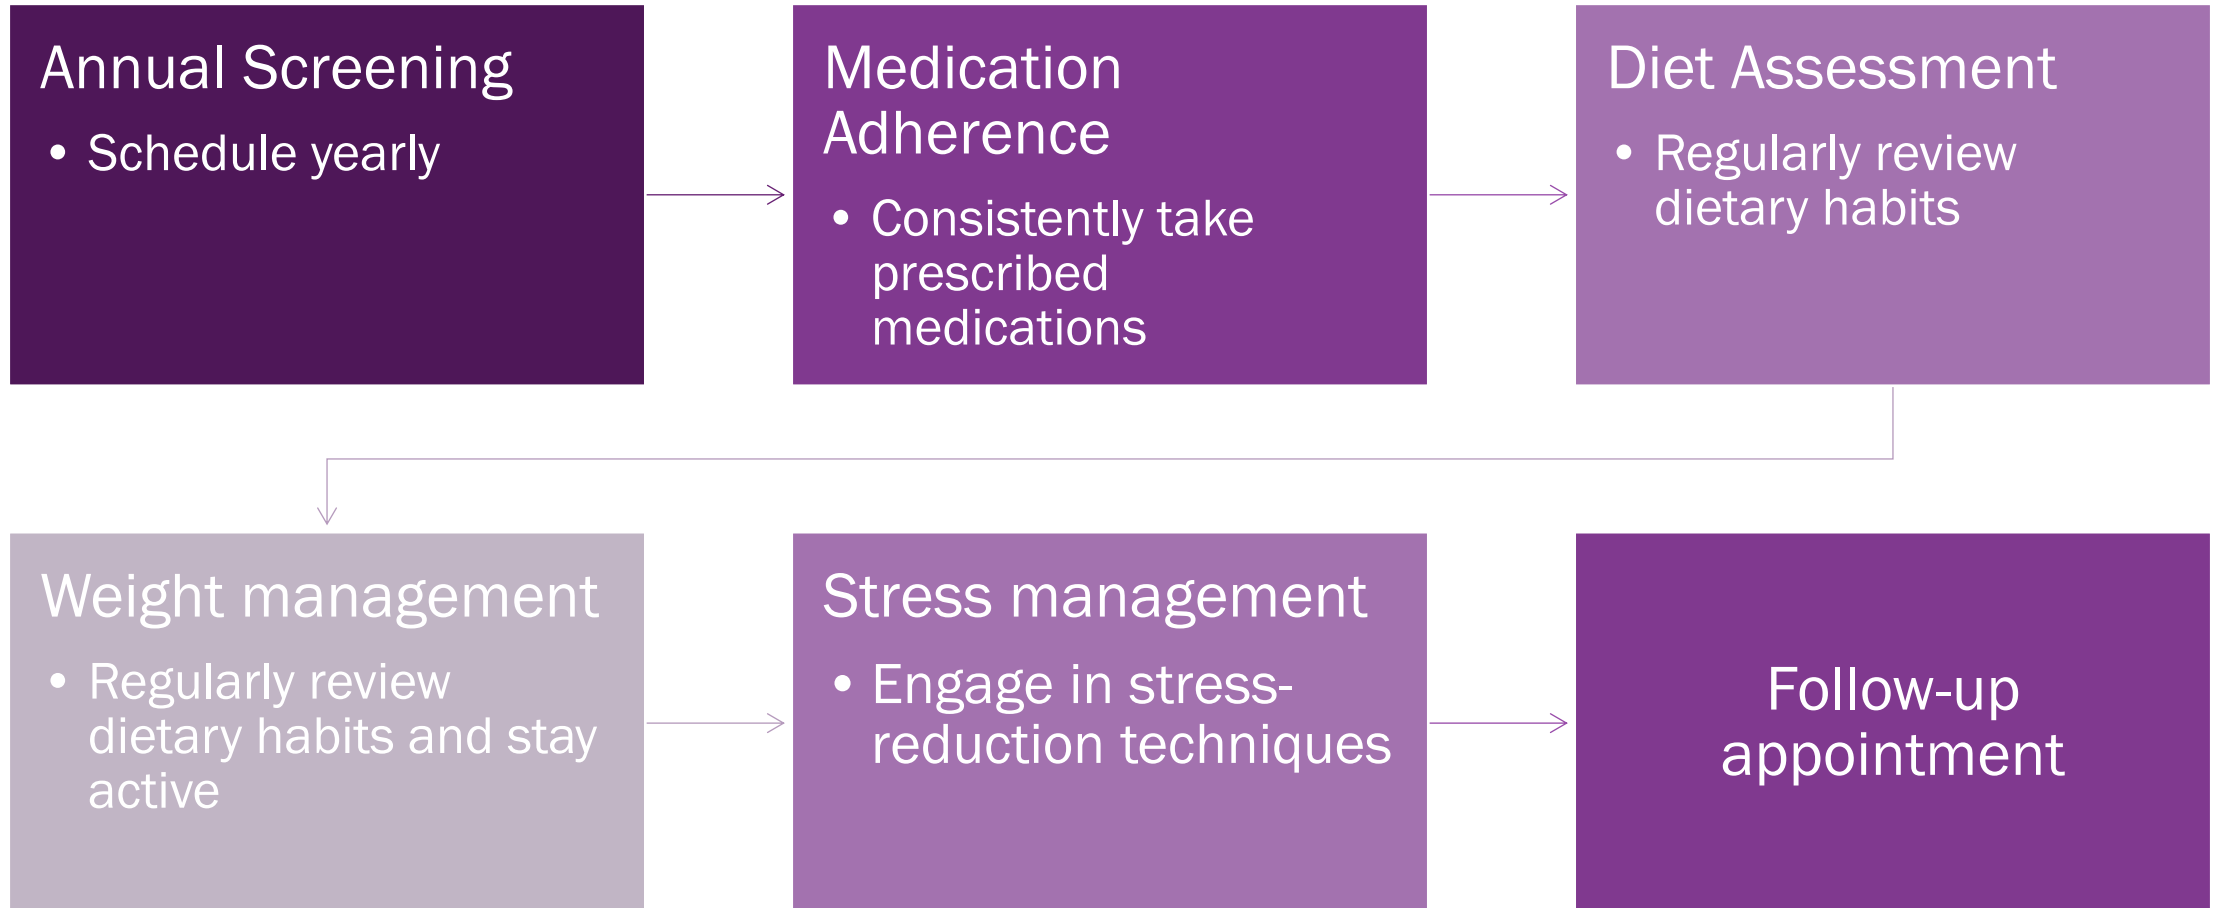 Annual Screening
• Schedule yearly
Medication
Adherence
• Consistently take
prescribed
medications
Diet Assessment
• Regularly review
dietary habits
Weight management
• Regularly review
dietary habits and stay
active
Stress management
• Engage in stress-
reduction techniques
Follow-up
appointment